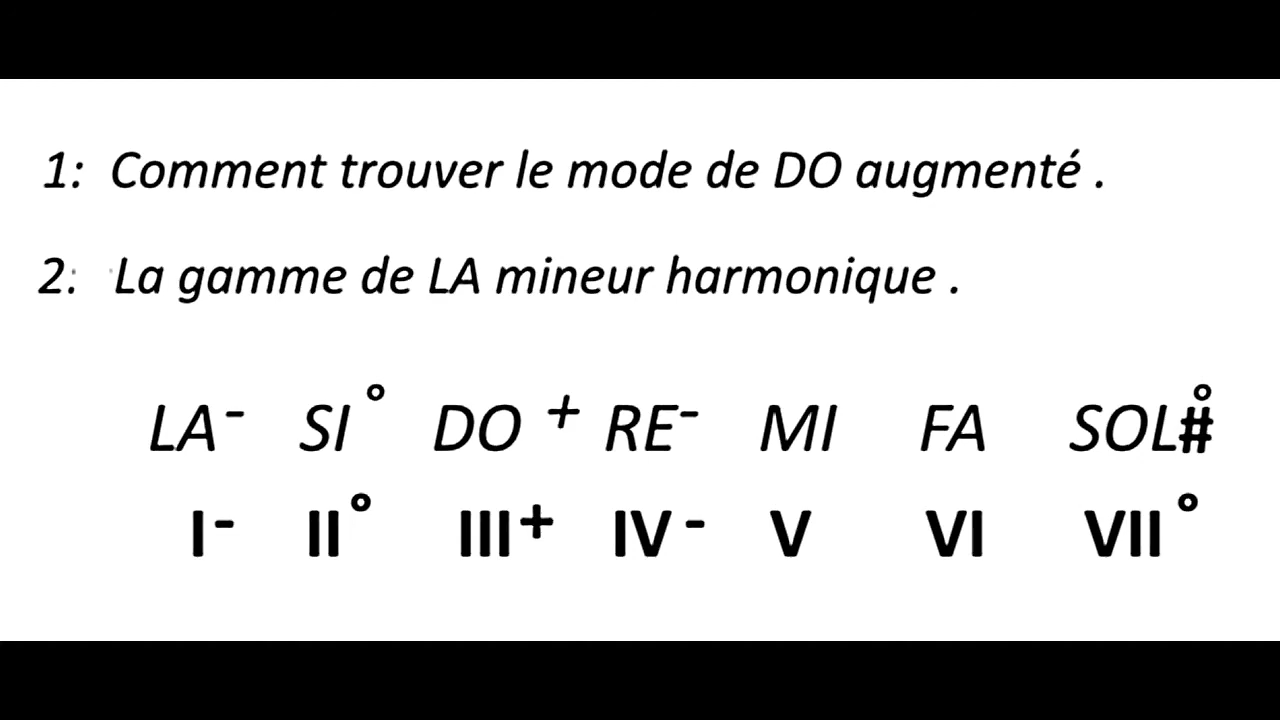 1: Comment trouver le mode de DO augmenté .
2: La gamme de LA mineur harmonique .
LA- SI° DO + RE- MI FA SOL#°
I- II° III+ IV- V VI VII°